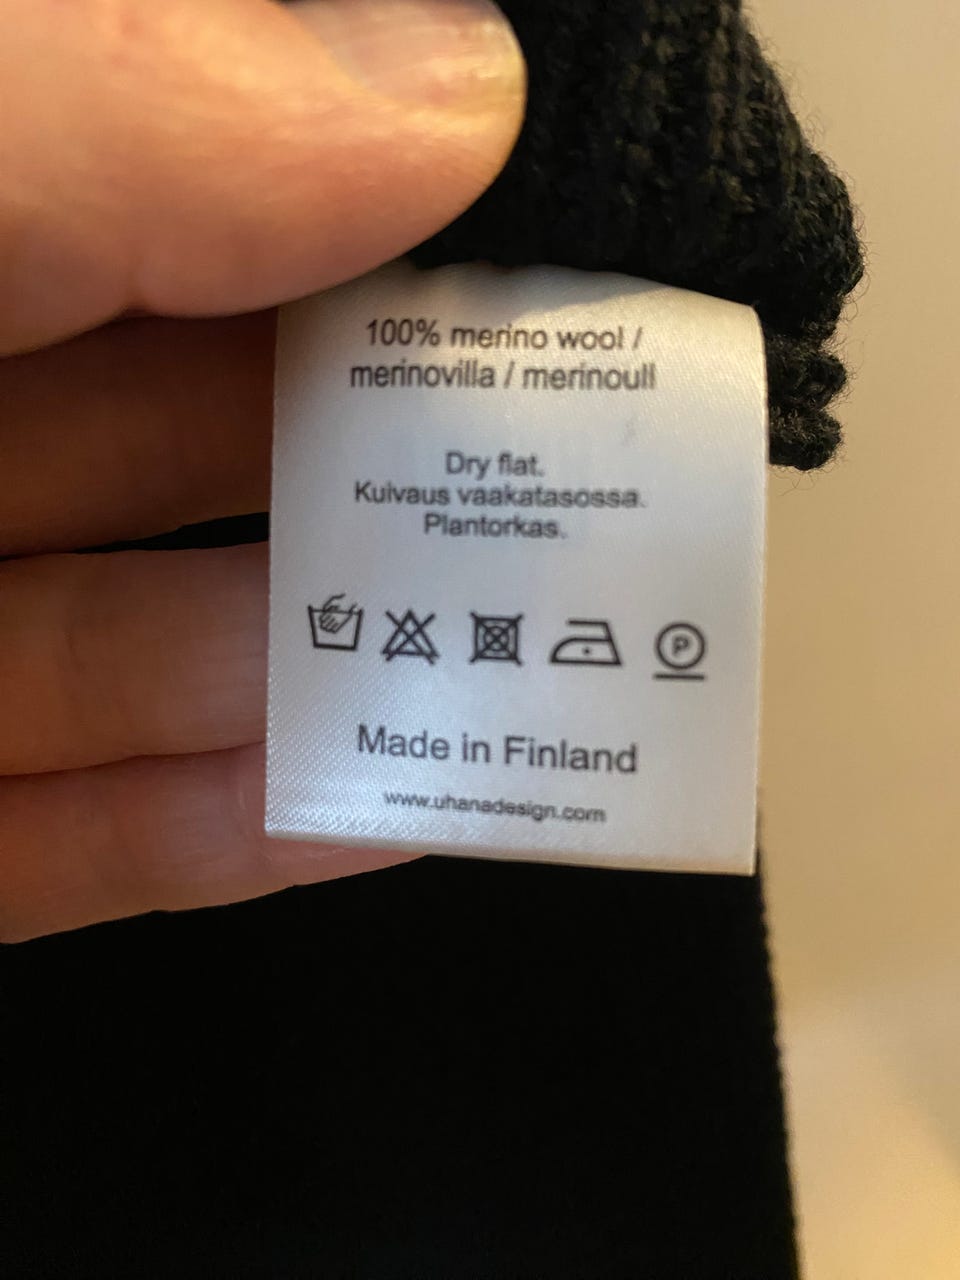 100% merino wool /
merinovilla / merinoull
Dry flat.
Kuivaus vaakatasossa.
Plantorkas.
P
Made in Finland
www.uhanadesign.com